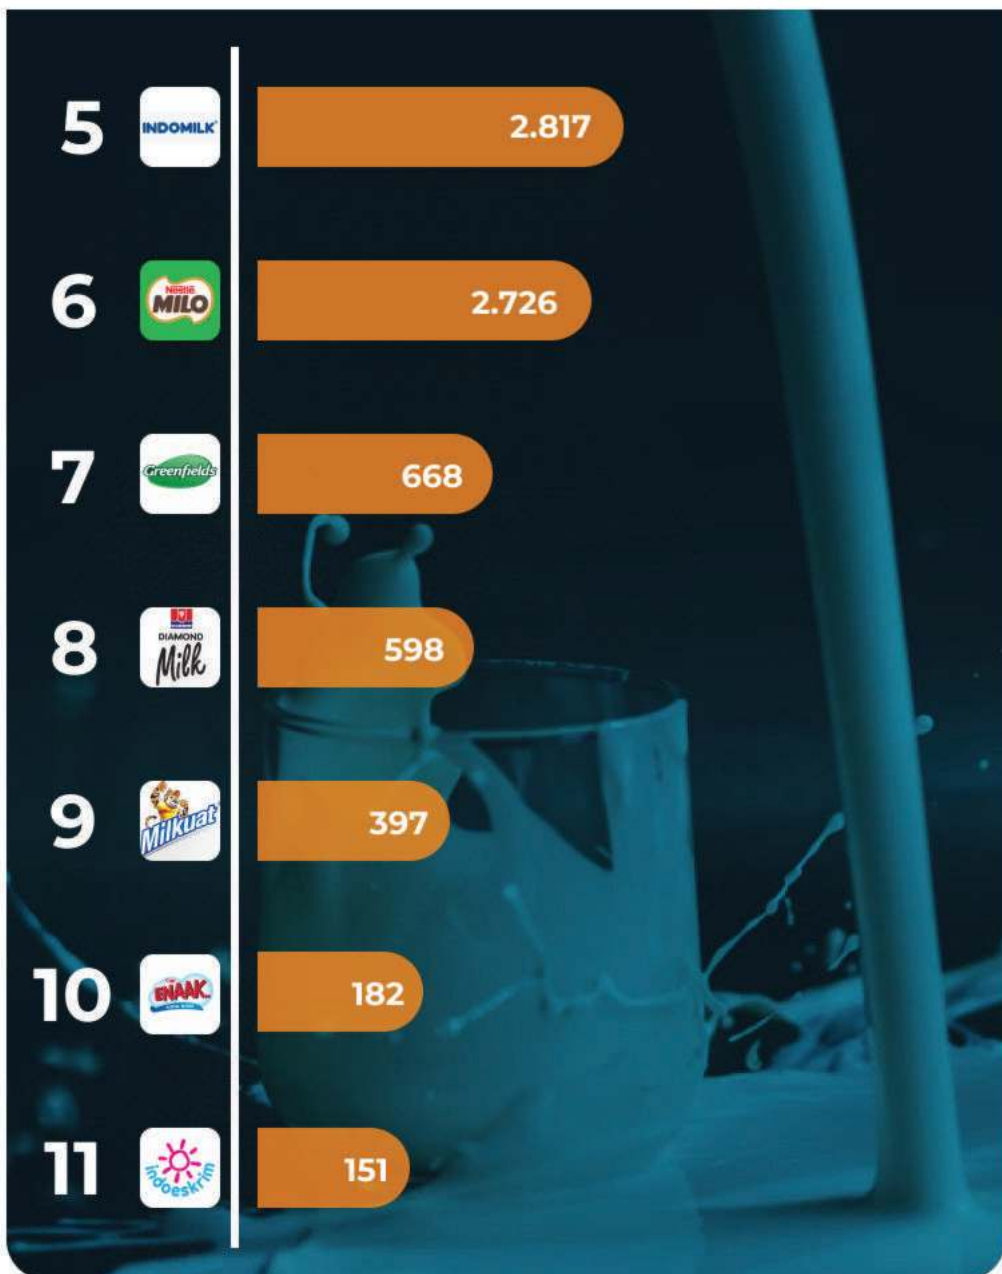 5
INDOMILK
2.817
6
Nestlé
MILO
2.726
7
Greenfields
668
8
DIAMOND
Milk
598
9
Milkuat
397
10
ENAAK
182
11
indoeskrim
151